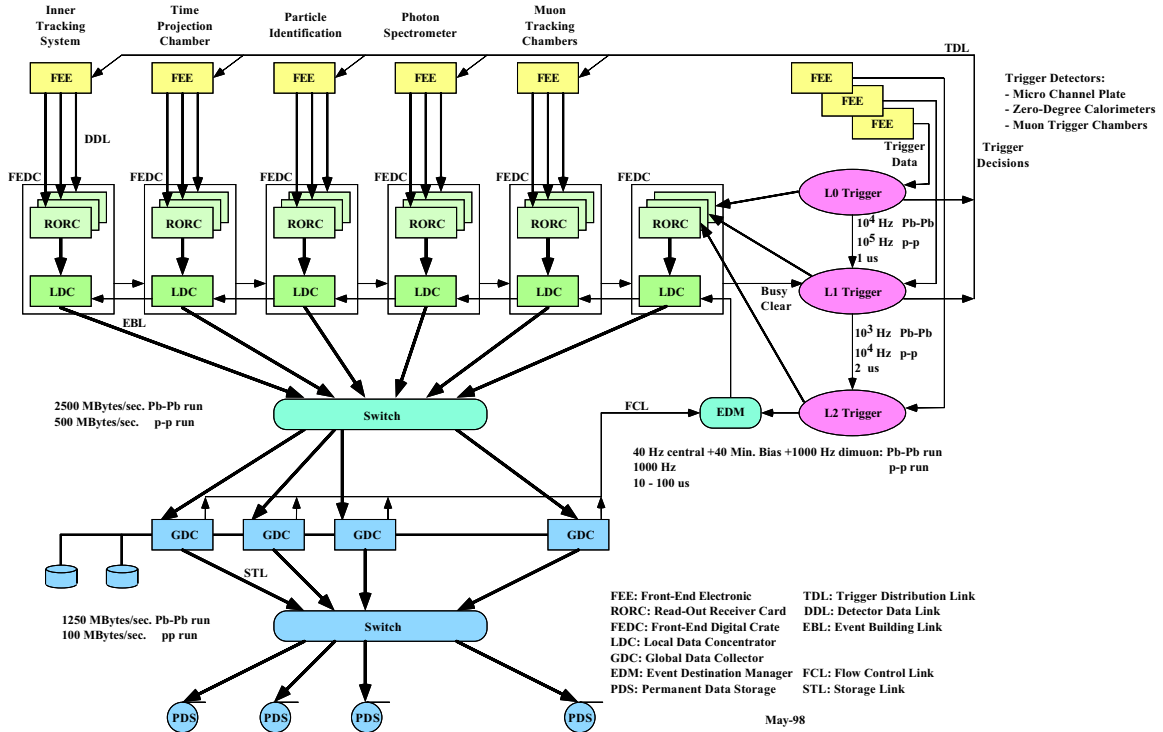 Inner
Tracking
System
Time
Projection
Chamber
Particle
Identification
Photon
Spectrometer
Muon
Tracking
Chambers
TDL
FEE
FEE
FEE
FEE
FEE
FEE
FEE
FEE
Trigger Detectors:
- Micro Channel Plate
- Zero-Degree Calorimeters
- Muon Trigger Chambers
DDL
Trigger
Data
Trigger
Decisions
FEDC
FEDC
FEDC
FEDC
FEDC
FEDC
RORC
RORC
RORC
RORC
RORC
RORC
L0 Trigger
10^4 Hz Pb-Pb
10^5 Hz p-p
1 us
LDC
LDC
LDC
LDC
LDC
LDC
Busy
Clear
L1 Trigger
EBL
10^3 Hz Pb-Pb
10^4 Hz p-p
2 us
2500 MBytes/sec. Pb-Pb run
500 MBytes/sec. p-p run
Switch
FCL
EDM
L2 Trigger
40 Hz central +40 Min. Bias +1000 Hz dimuon: Pb-Pb run
1000 Hz p-p run
10 - 100 us
GDC
GDC
GDC
GDC
STL
1250 MBytes/sec. Pb-Pb run
100 MBytes/sec. pp run
Switch
FEE: Front-End Electronic TDL: Trigger Distribution Link
RORC: Read-Out Receiver Card DDL: Detector Data Link
FEDC: Front-End Digital Crate EBL: Event Building Link
LDC: Local Data Concentrator
GDC: Global Data Collector
EDM: Event Destination Manager FCL: Flow Control Link
PDS: Permanent Data Storage STL: Storage Link
PDS
PDS
PDS
PDS
May-98